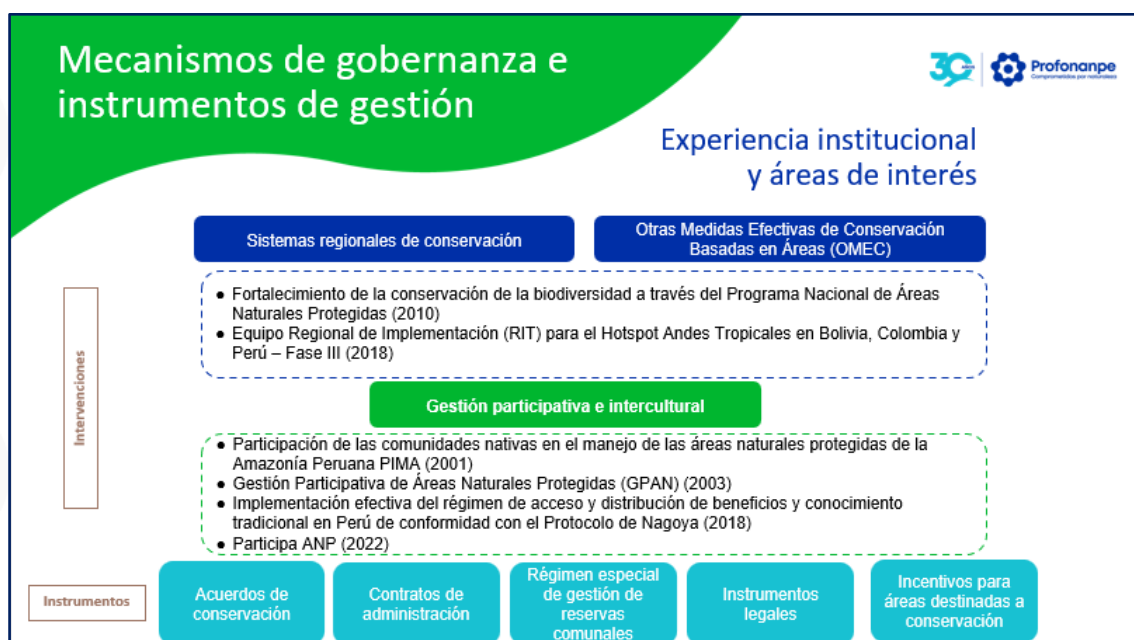 Mecanismos de gobernanza e
instrumentos de gestión
30 años
Profonanpe
Comprometidos por naturaleza
Experiencia institucional
y áreas de interés
Sistemas regionales de conservación
Otras Medidas Efectivas de Conservación
Basadas en Áreas (OMEC)
Intervenciones
● Fortalecimiento de la conservación de la biodiversidad a través del Programa Nacional de Áreas
Naturales Protegidas (2010)
● Equipo Regional de Implementación (RIT) para el Hotspot Andes Tropicales en Bolivia, Colombia y
Perú – Fase III (2018)
Gestión participativa e intercultural
● Participación de las comunidades nativas en el manejo de las áreas naturales protegidas de la
Amazonía Peruana PIMA (2001)
● Gestión Participativa de Áreas Naturales Protegidas (GPAN) (2003)
● Implementación efectiva del régimen de acceso y distribución de beneficios y conocimiento
tradicional en Perú de conformidad con el Protocolo de Nagoya (2018)
● Participa ANP (2022)
Instrumentos
Acuerdos de
conservación
Contratos de
administración
Régimen especial
de gestión de
reservas
comunales
Instrumentos
legales
Incentivos para
áreas destinadas a
conservación